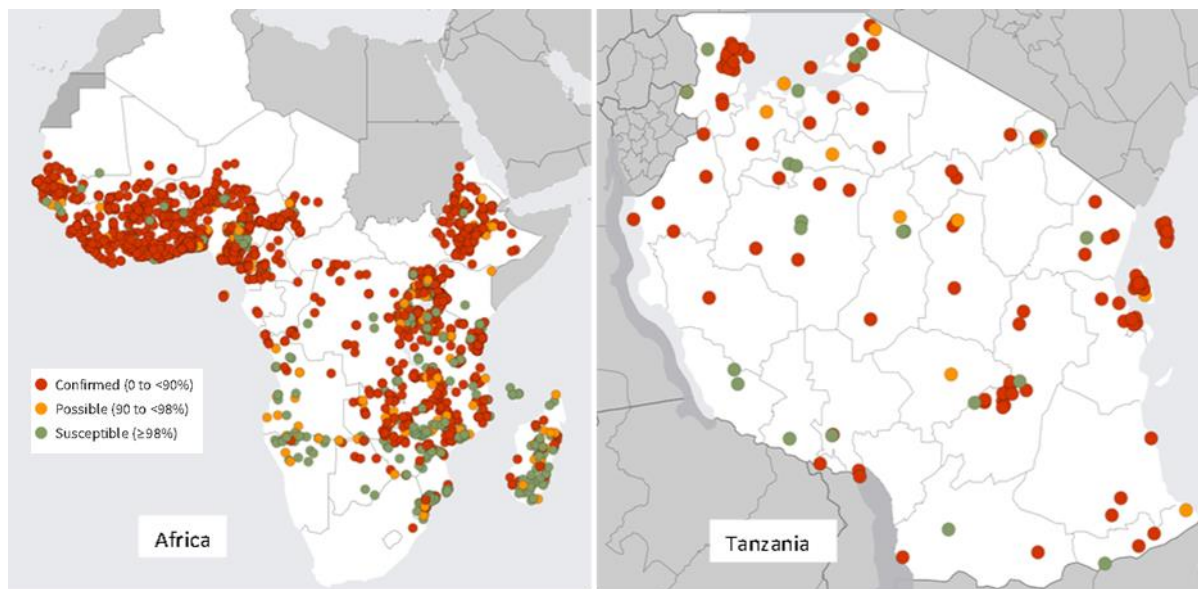 Confirmed (0 to <90%)
Possible (90 to <98%)
Susceptible (≥98%)
Africa
Tanzania